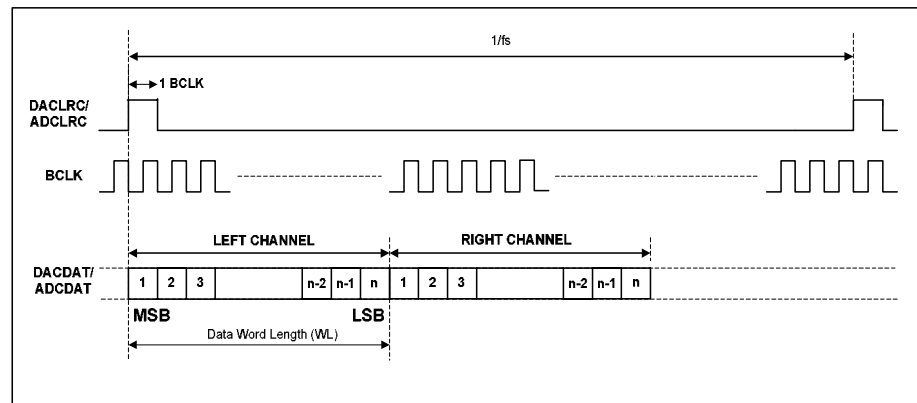 1/fs
1 BCLK
DACLRC/
ADCLRC
BCLK
LEFT CHANNEL
RIGHT CHANNEL
DACDAT/
ADCDAT
1 2 3 n-2 n-1 n 1 2 3 n-2 n-1 n
MSB LSB
Data Word Length (WL)